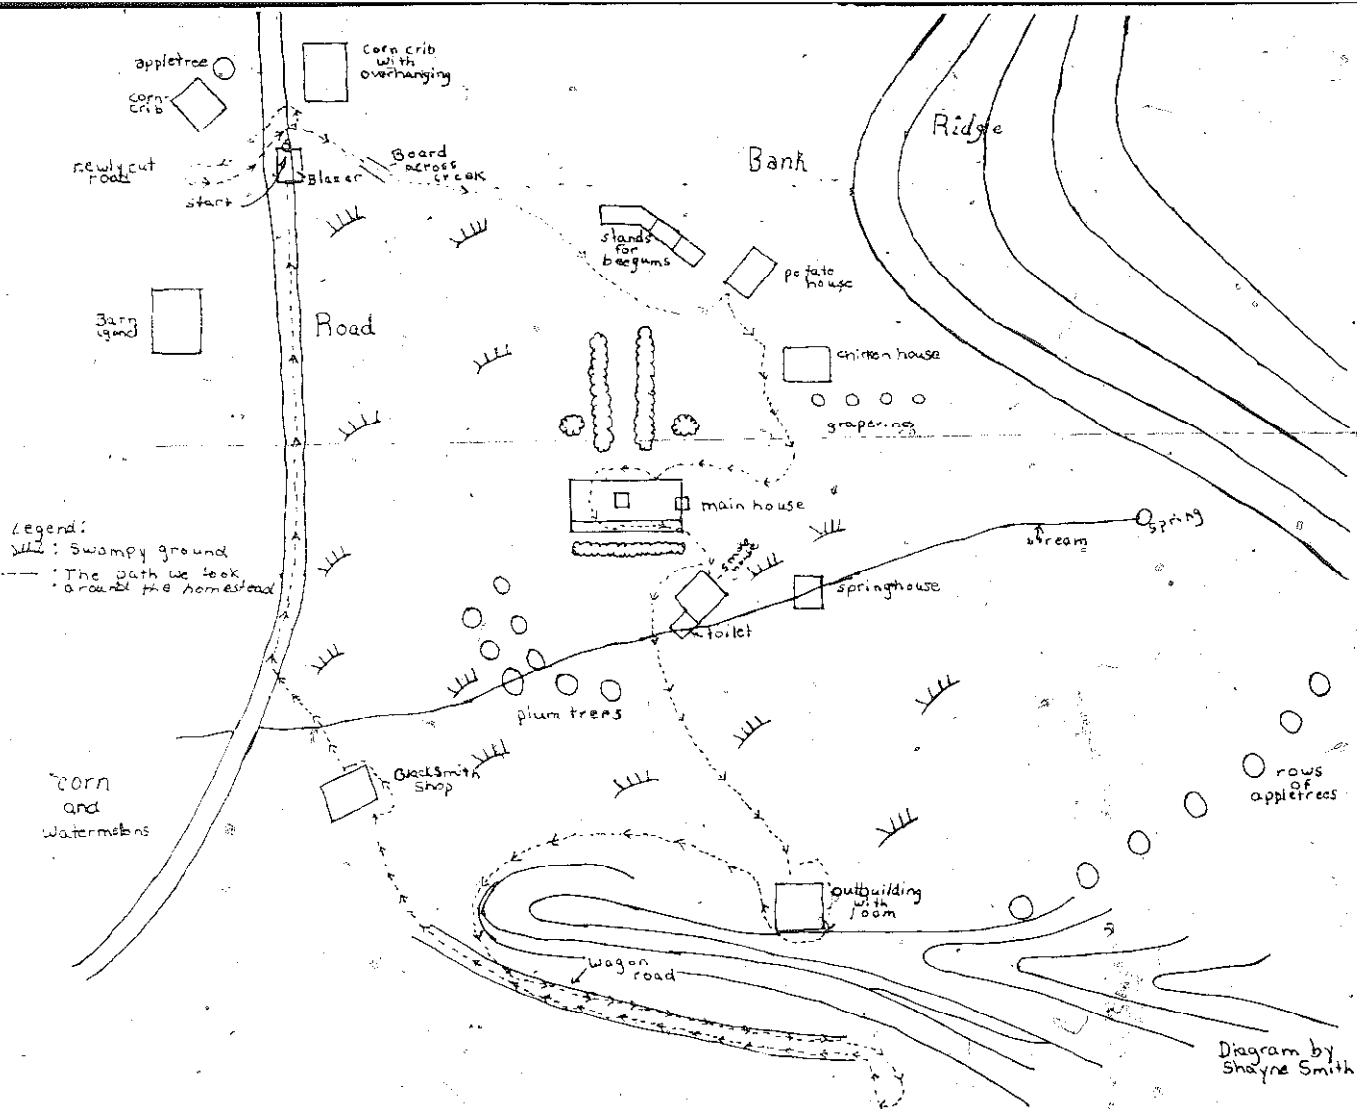 appletree
corn
crib
corn crib
with
overhanging
newly cut
road
start
Blazer
Board
across
creek
Bank
Ridge
stands
for
beegums
potato
house
Barn
Road
chicken house
main house
smoke
house
spring
stream
springhouse
toilet
Legend:
: Swampy ground
: The path we took
around the homestead
plum trees
Blacksmith
Shop
corn
and
watermelons
rows
of
appletrees
outbuilding
with
loom
wagon
road
Diagram by
Shayne Smith